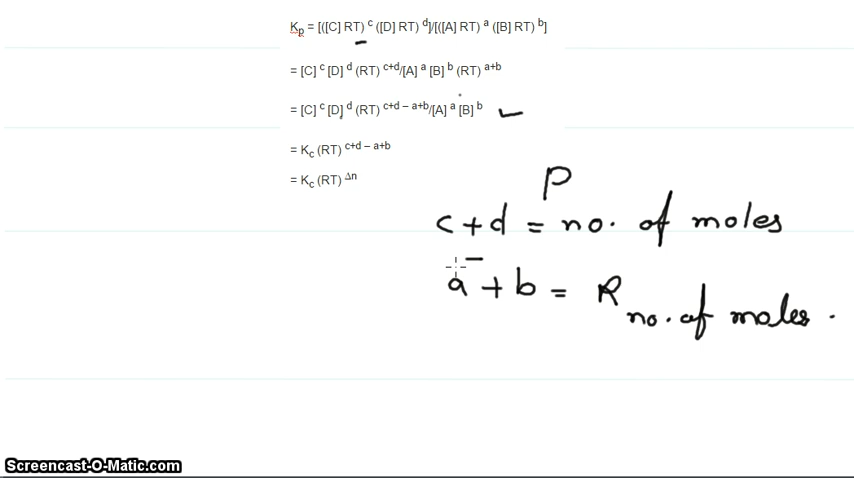 Kp = [([C] RT) c ([D] RT) d]/[([A] RT) a ([B] RT) b]
= [C] c [D] d (RT) c+d/[A] a [B] b (RT) a+b
= [C] c [D] d (RT) c+d – a+b/[A] a [B] b
= Kc (RT) c+d – a+b
= Kc (RT) Δn
P
c + d = no. of moles
a + b = R
no. of moles .
Screencast-O-Matic.com